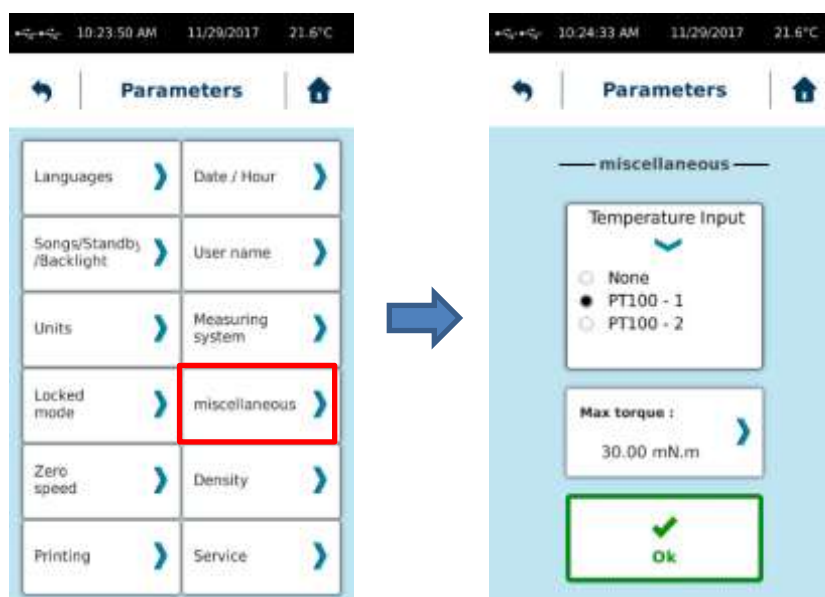 10:23:50 AM 11/29/2017 21.6°C
Parameters
Languages
Date / Hour
Songs/Standby
/Backlight
User name
Units
Measuring
system
Locked
mode
miscellaneous
Zero
speed
Density
Printing
Service
10:24:33 AM 11/29/2017 21.6°C
Parameters
miscellaneous
Temperature Input
None
PT100 - 1
PT100 - 2
Max torque :
30.00 mN.m
Ok